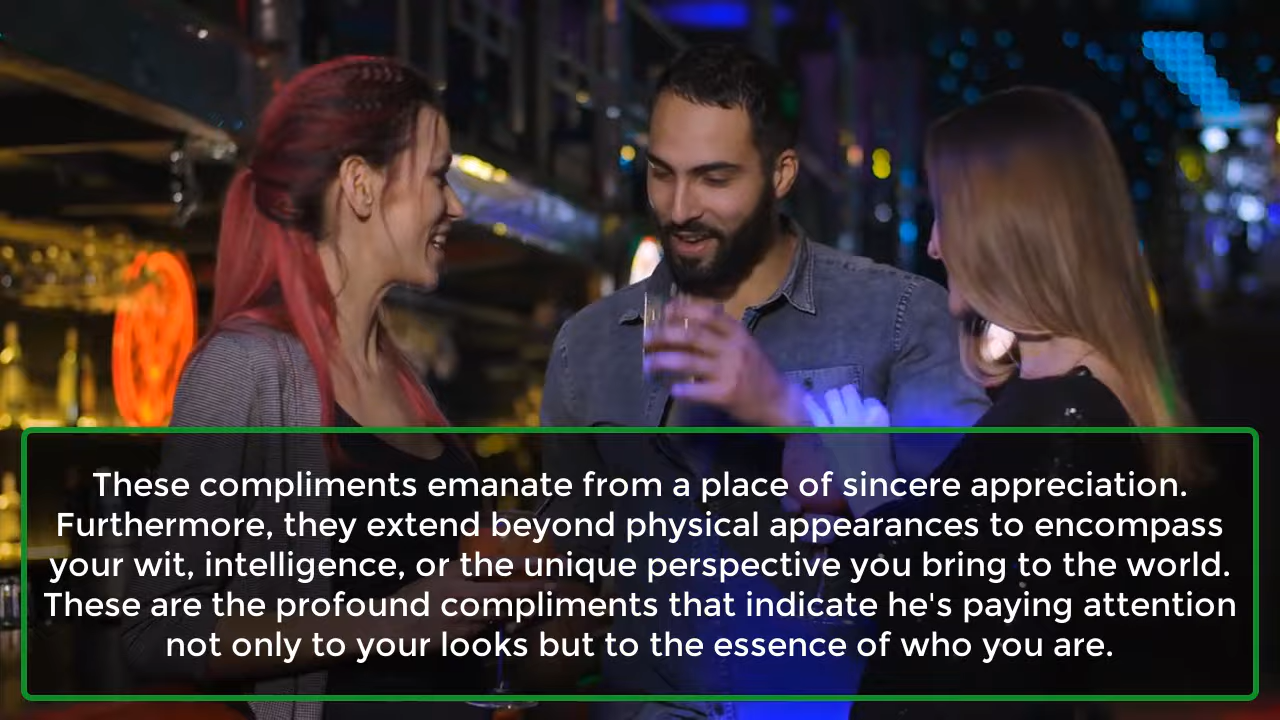 These compliments emanate from a place of sincere appreciation.
Furthermore, they extend beyond physical appearances to encompass
your wit, intelligence, or the unique perspective you bring to the world.
These are the profound compliments that indicate he's paying attention
not only to your looks but to the essence of who you are.